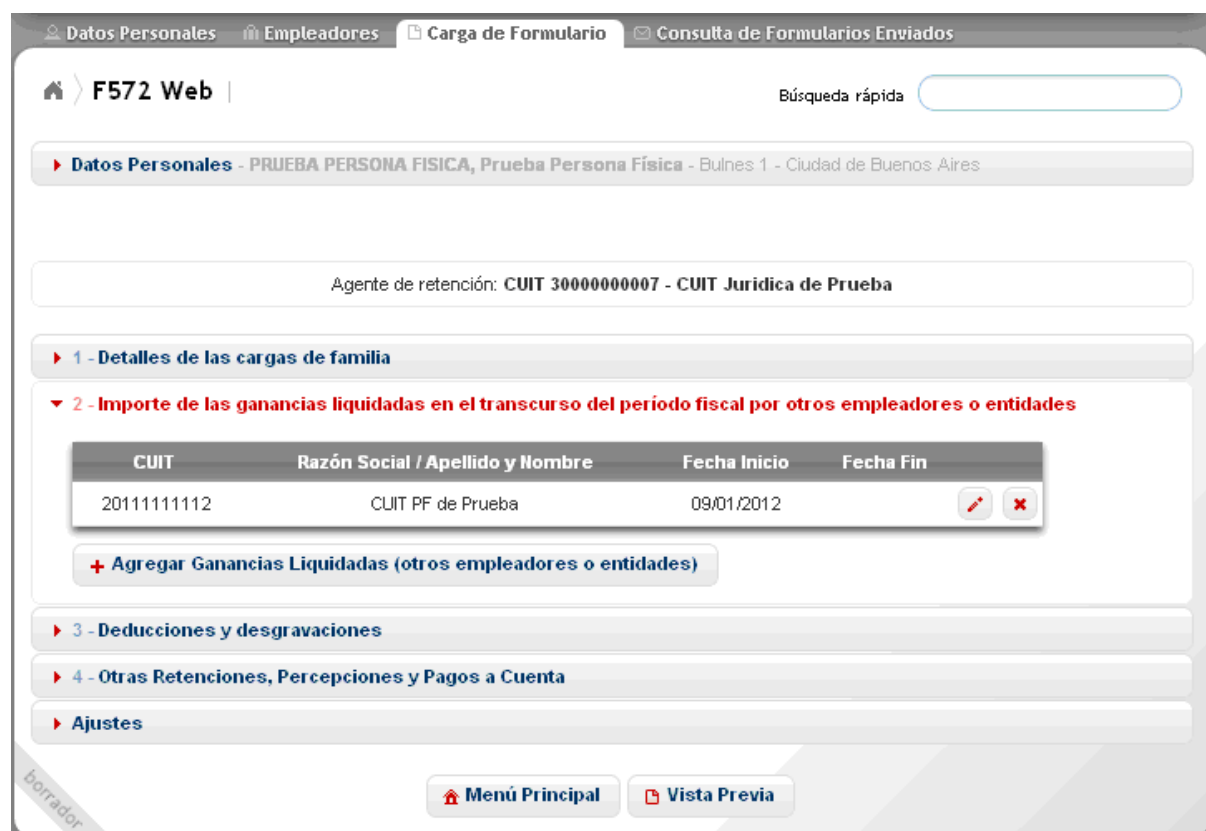 Datos Personales Empleadores Carga de Formulario Consulta de Formularios Enviados
F572 Web | Búsqueda rápida
Datos Personales - PRUEBA PERSONA FISICA, Prueba Persona Física - Bulnes 1 - Ciudad de Buenos Aires
Agente de retención: CUIT 30000000007 - CUIT Juridica de Prueba
1 - Detalles de las cargas de familia
2 - Importe de las ganancias liquidadas en el transcurso del período fiscal por otros empleadores o entidades
CUIT Razón Social / Apellido y Nombre Fecha Inicio Fecha Fin
20111111112 CUIT PF de Prueba 09/01/2012
+ Agregar Ganancias Liquidadas (otros empleadores o entidades)
3 - Deducciones y desgravaciones
4 - Otras Retenciones, Percepciones y Pagos a Cuenta
Ajustes
borrador
Menú Principal Vista Previa